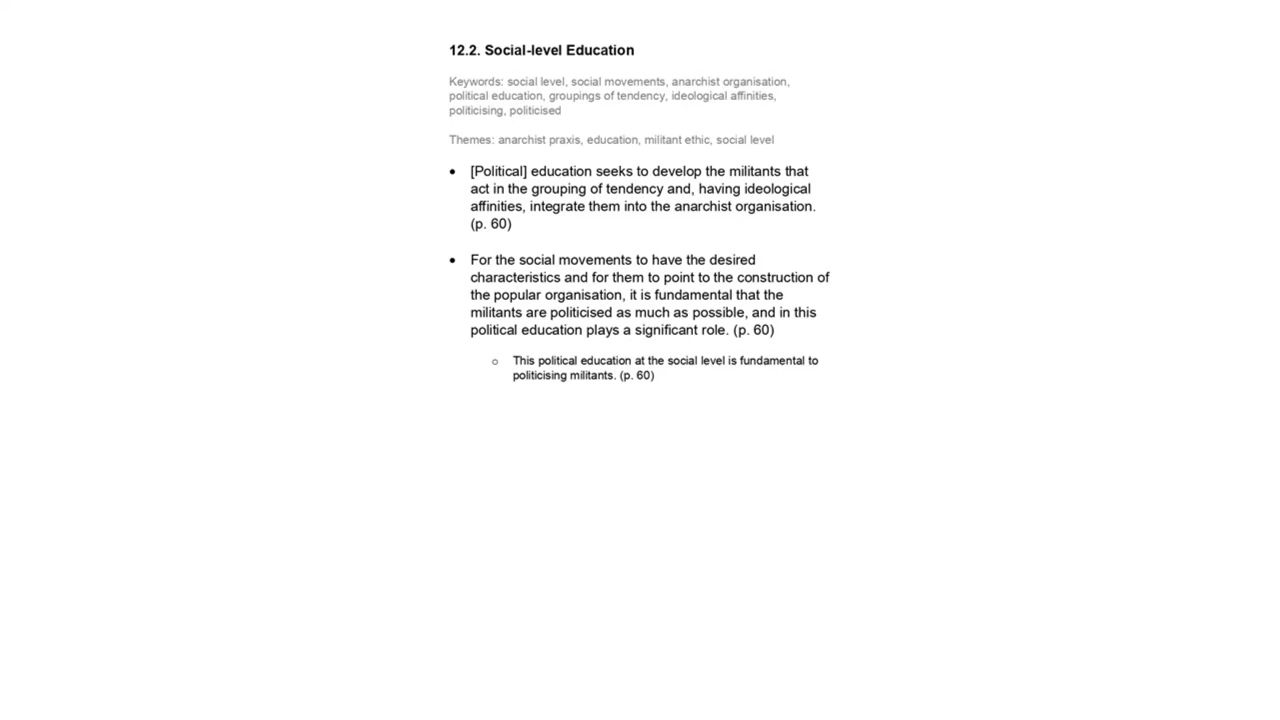 12.2. Social-level Education
Keywords: social level, social movements, anarchist organisation,
political education, groupings of tendency, ideological affinities,
politicising, politicised
Themes: anarchist praxis, education, militant ethic, social level
• [Political] education seeks to develop the militants that
act in the grouping of tendency and, having ideological
affinities, integrate them into the anarchist organisation.
(p. 60)
• For the social movements to have the desired
characteristics and for them to point to the construction of
the popular organisation, it is fundamental that the
militants are politicised as much as possible, and in this
political education plays a significant role. (p. 60)
o This political education at the social level is fundamental to
politicising militants. (p. 60)